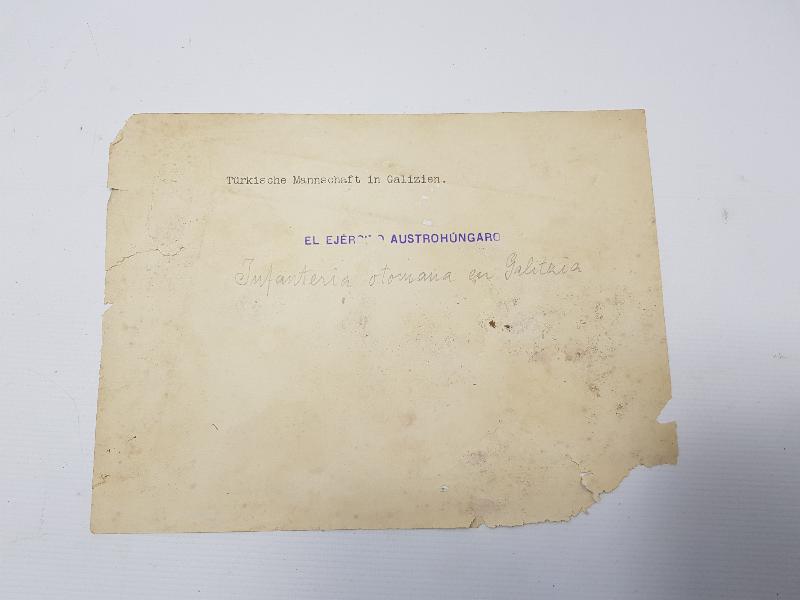 Türkische Mannschaft in Galizien.
EL EJÉRCITO AUSTROHÚNGARO
Infanteria otomana en Galitzia